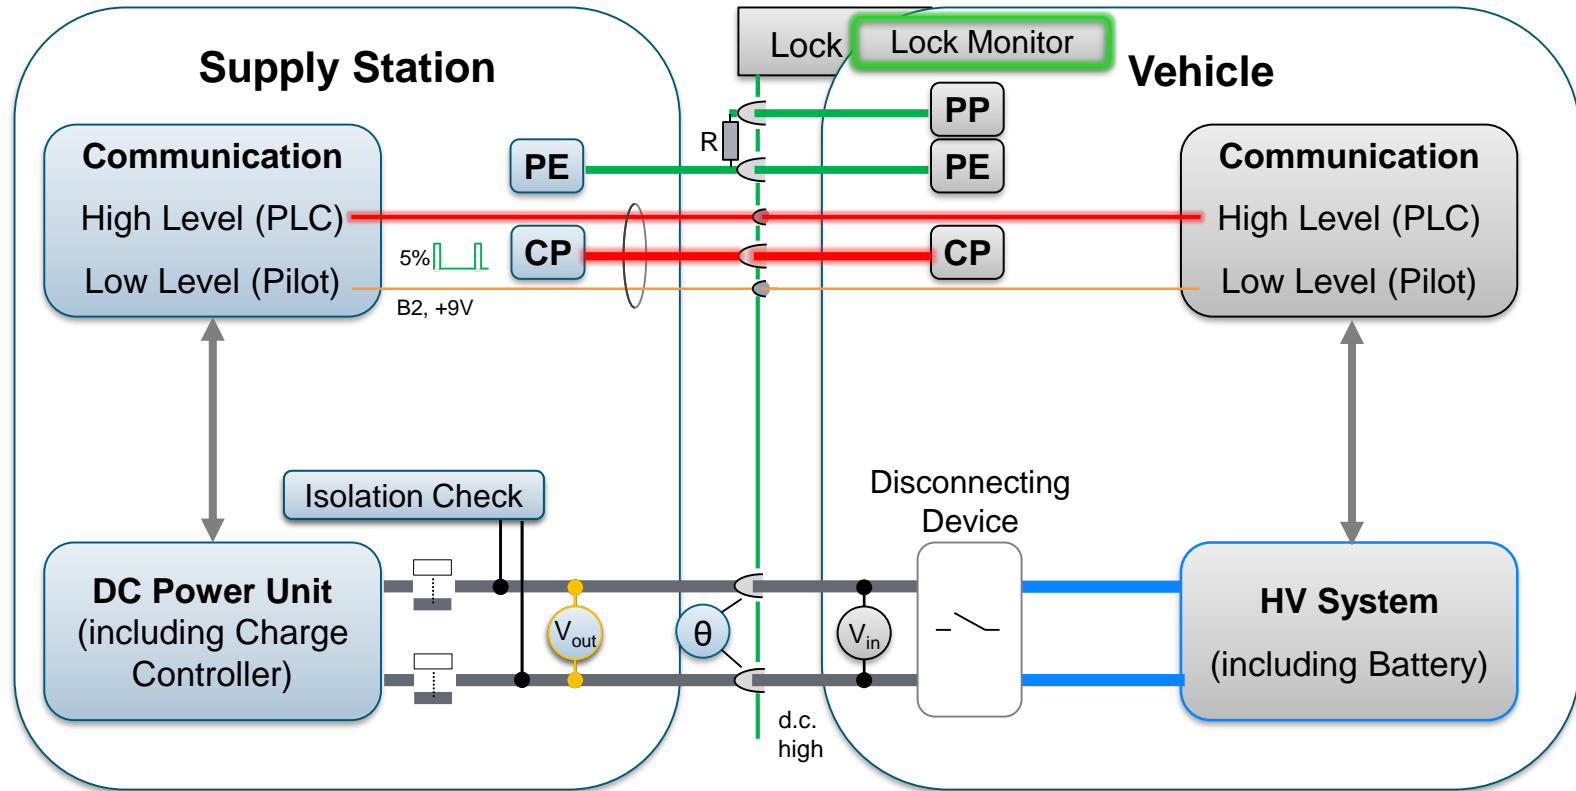 Lock
Lock Monitor
Supply Station
Vehicle
PP
R
Communication
PE
PE
Communication
High Level (PLC)
High Level (PLC)
5%
CP
CP
Low Level (Pilot)
Low Level (Pilot)
B2, +9V
Isolation Check
Disconnecting
Device
DC Power Unit
(including Charge
Controller)
Vout
θ
Vin
HV System
(including Battery)
d.c.
high